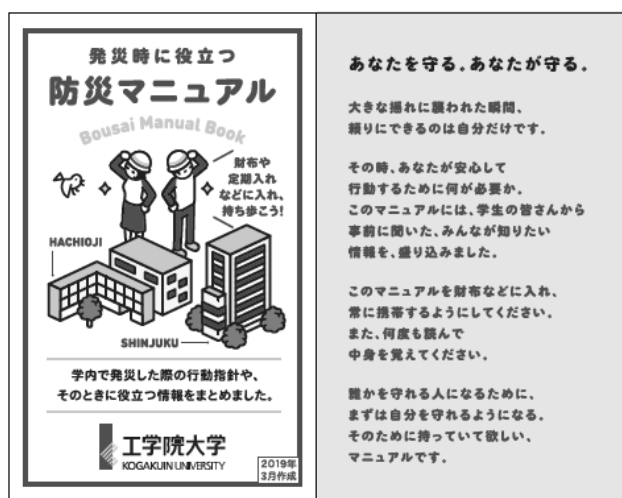 発災時に役立つ
防災マニュアル
Bousai Manual Book
財布や
定期入れ
などに入れ、
持ち歩こう!
HACHIOJI
SHINJUKU
学内で発災した際の行動指針や、
そのときに役立つ情報をまとめました。
工学院大学
KOGAKUIN UNIVERSITY
2019年
3月作成
あなたを守る。あなたが守る。
大きな揺れに襲われた瞬間、
頼りにできるのは自分だけです。
その時、あなたが安心して
行動するために何が必要か。
このマニュアルには、学生の皆さんから
事前に聞いた、みんなが知りたい
情報を、盛り込みました。
このマニュアルを財布などに入れ、
常に携帯するようにしてください。
また、何度も読んで
中身を覚えてください。
誰かを守れる人になるために、
まずは自分を守れるようになる。
そのために持っていて欲しい、
マニュアルです。